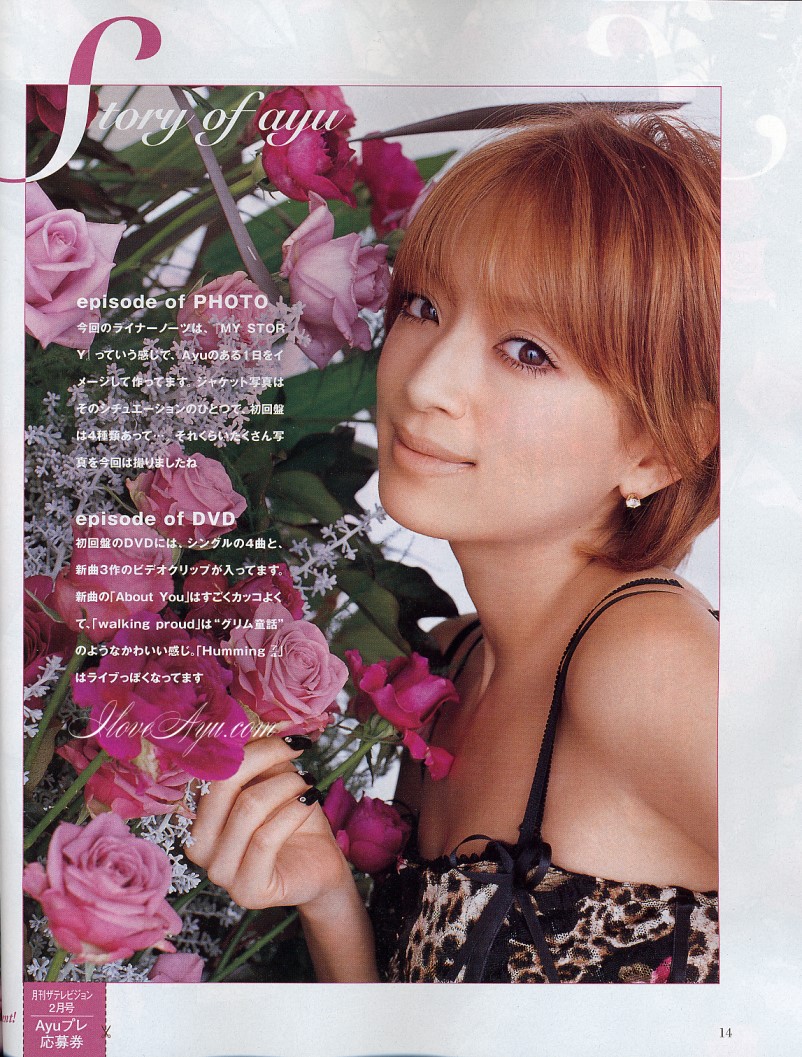 Story of ayu
episode of PHOTO
今回のライナーノーツは、「MY STOR
Y」っていう感じで、Ayuのある1日をイ
メージして作ってます。ジャケット写真は
そのシチュエーションのひとつで、初回盤
は4種類あって…。それくらいたくさん写
真を今回は撮りましたね
episode of DVD
初回盤のDVDには、シングルの4曲と、
新曲3作のビデオクリップが入ってます。
新曲の「About You」はすごくカッコよく
て、「walking proud」は“グリム童話”
のようなかわいい感じ。「Humming 7/4」
はライブっぽくなってます
IloveAyu.com
月刊ザテレビジョン
2月号
Ayuプレ
応募券
14